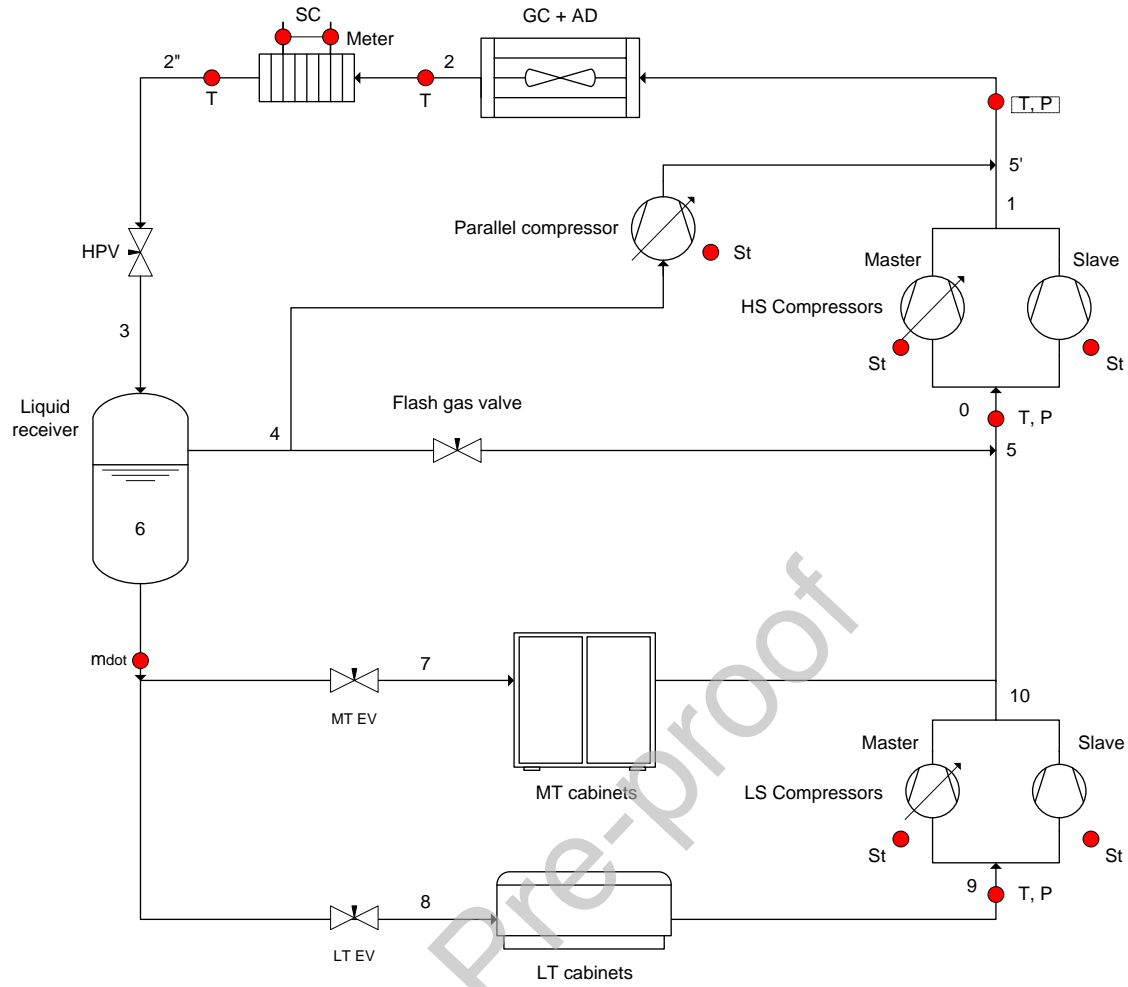 SC
GC + AD
Meter
2"
2
T
T
T, P
5'
1
Parallel compressor
St
HPV
Master
Slave
HS Compressors
St
St
3
Liquid
receiver
Flash gas valve
4
0
T, P
5
6
mdot
7
MT EV
MT cabinets
10
Master
Slave
LS Compressors
St
St
9
T, P
8
LT EV
LT cabinets
Pre-proof